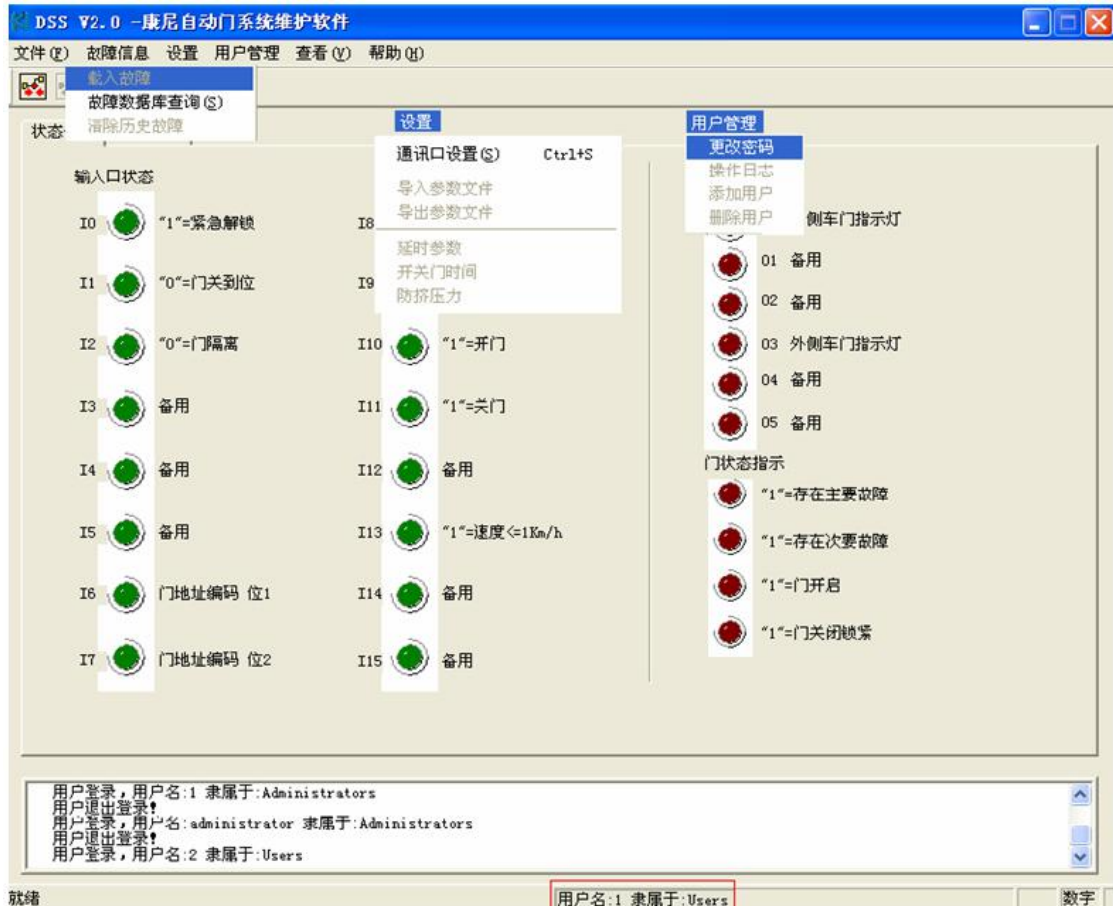 DSS V2.0 -康尼自动门系统维护软件
文件(F) 故障信息 设置 用户管理 查看(V) 帮助(H)
载入故障
故障数据库查询(S)
清除历史故障
状态
设置
通讯口设置(S) Ctrl+S
导入参数文件
导出参数文件
延时参数
开关门时间
防挤压力
用户管理
更改密码
操作日志
添加用户
删除用户
输入口状态
I0 "1"=紧急解锁
I1 "0"=门关到位
I2 "0"=门隔离
I3 备用
I4 备用
I5 备用
I6 门地址编码 位1
I7 门地址编码 位2
I8
I9
I10 "1"=开门
I11 "1"=关门
I12 备用
I13 "1"=速度<=1Km/h
I14 备用
I15 备用
侧车门指示灯
O1 备用
O2 备用
O3 外侧车门指示灯
O4 备用
O5 备用
门状态指示
"1"=存在主要故障
"1"=存在次要故障
"1"=门开启
"1"=门关闭锁紧
用户登录,用户名:1 隶属于:Administrators
用户退出登录!
用户登录,用户名:administrator 隶属于:Administrators
用户退出登录!
用户登录,用户名:2 隶属于:Users
就绪 用户名:1 隶属于:Users 数字